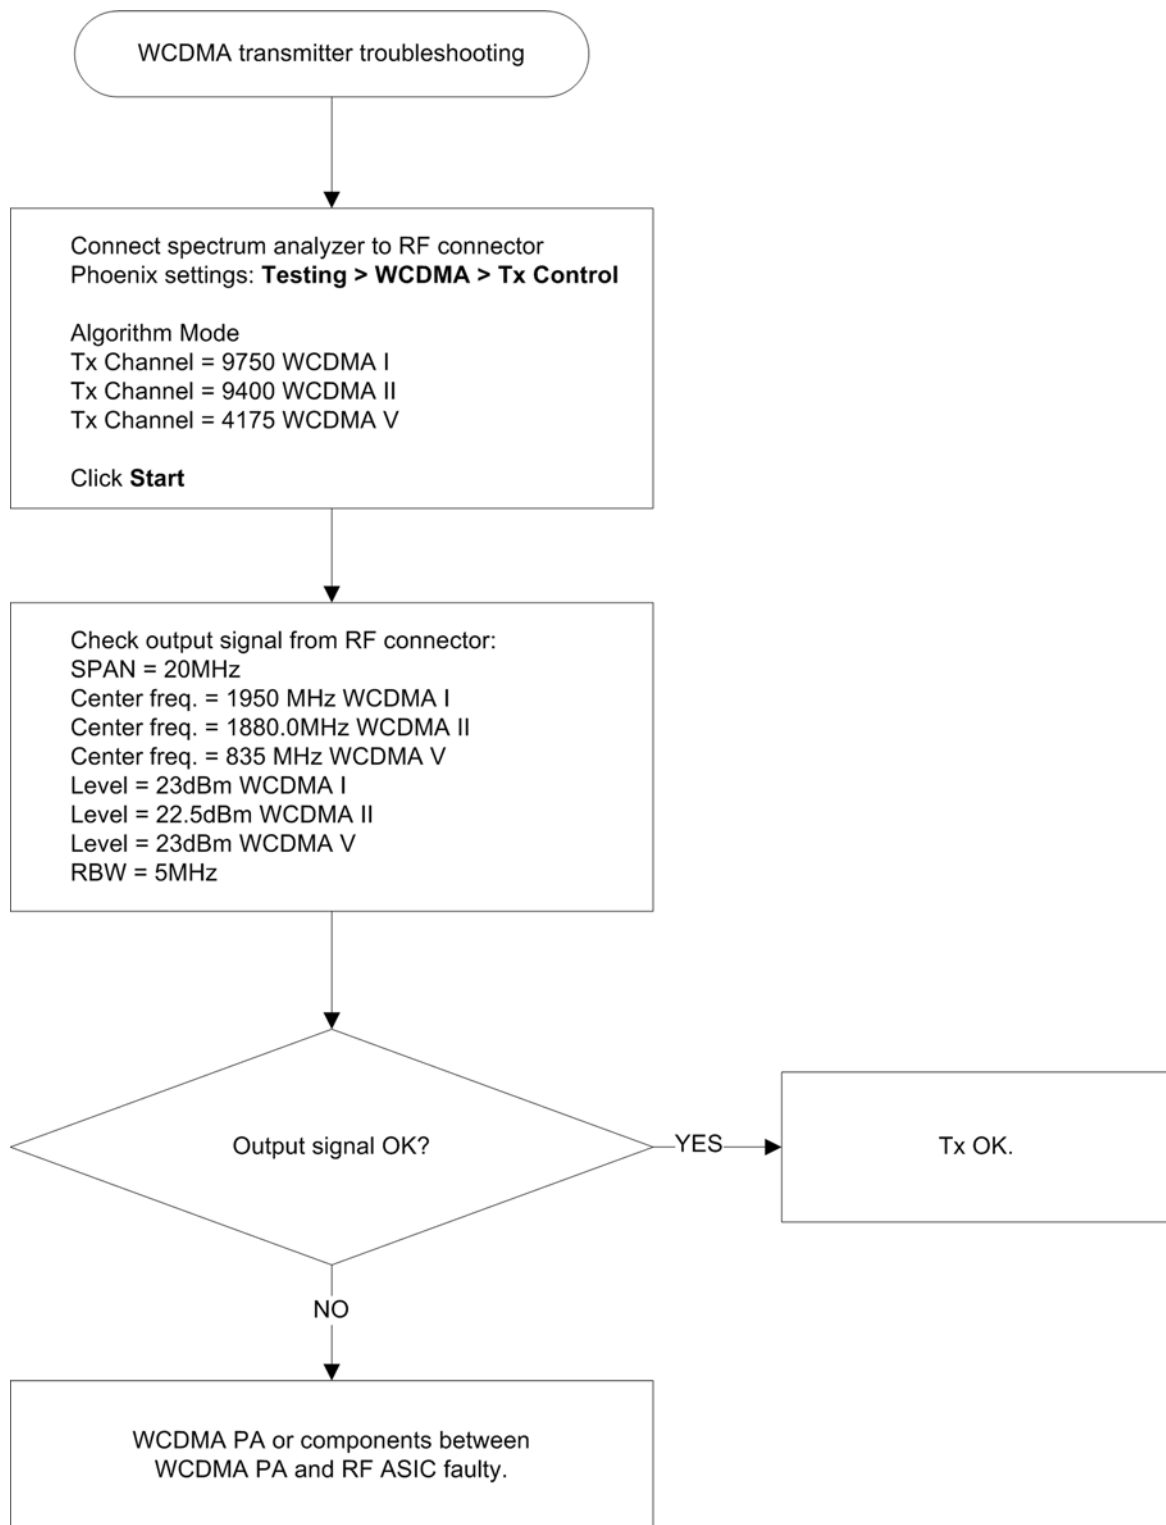 WCDMA transmitter troubleshooting
Connect spectrum analyzer to RF connector
Phoenix settings: Testing > WCDMA > Tx Control
Algorithm Mode
Tx Channel = 9750 WCDMA I
Tx Channel = 9400 WCDMA II
Tx Channel = 4175 WCDMA V
Click Start
Check output signal from RF connector:
SPAN = 20MHz
Center freq. = 1950 MHz WCDMA I
Center freq. = 1880.0MHz WCDMA II
Center freq. = 835 MHz WCDMA V
Level = 23dBm WCDMA I
Level = 22.5dBm WCDMA II
Level = 23dBm WCDMA V
RBW = 5MHz
Output signal OK?
YES
Tx OK.
NO
WCDMA PA or components between
WCDMA PA and RF ASIC faulty.